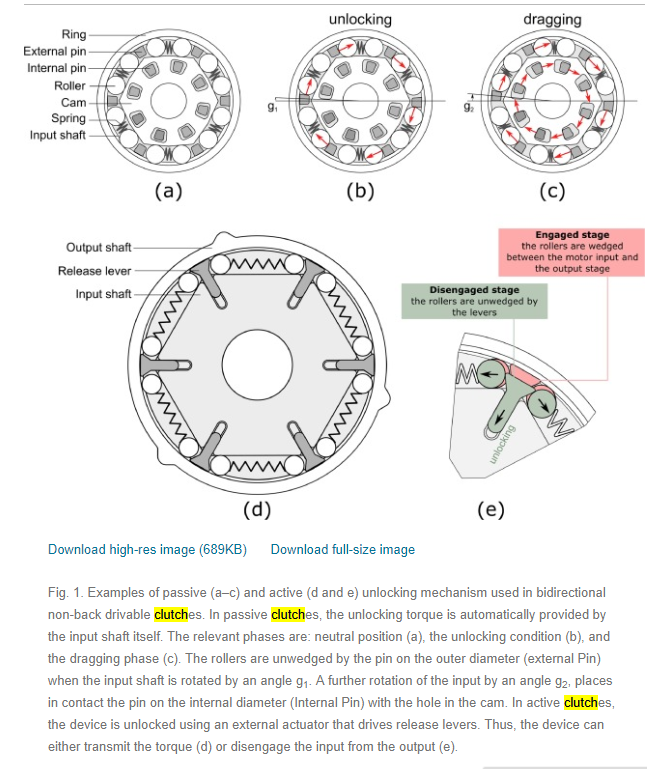 unlocking
dragging
Ring
External pin
Internal pin
Roller
Cam
Spring
Input shaft
g1
g2
(a)
(b)
(c)
Output shaft
Release lever
Input shaft
Engaged stage
the rollers are wedged
between the motor input and
the output stage
Disengaged stage
the rollers are unwedged by
the levers
unlocking
(d)
(e)
Download high-res image (689KB)
Download full-size image
Fig. 1. Examples of passive (a–c) and active (d and e) unlocking mechanism used in bidirectional
non-back drivable clutches. In passive clutches, the unlocking torque is automatically provided by
the input shaft itself. The relevant phases are: neutral position (a), the unlocking condition (b), and
the dragging phase (c). The rollers are unwedged by the pin on the outer diameter (external Pin)
when the input shaft is rotated by an angle g1. A further rotation of the input by an angle g2, places
in contact the pin on the internal diameter (Internal Pin) with the hole in the cam. In active clutches,
the device is unlocked using an external actuator that drives release levers. Thus, the device can
either transmit the torque (d) or disengage the input from the output (e).